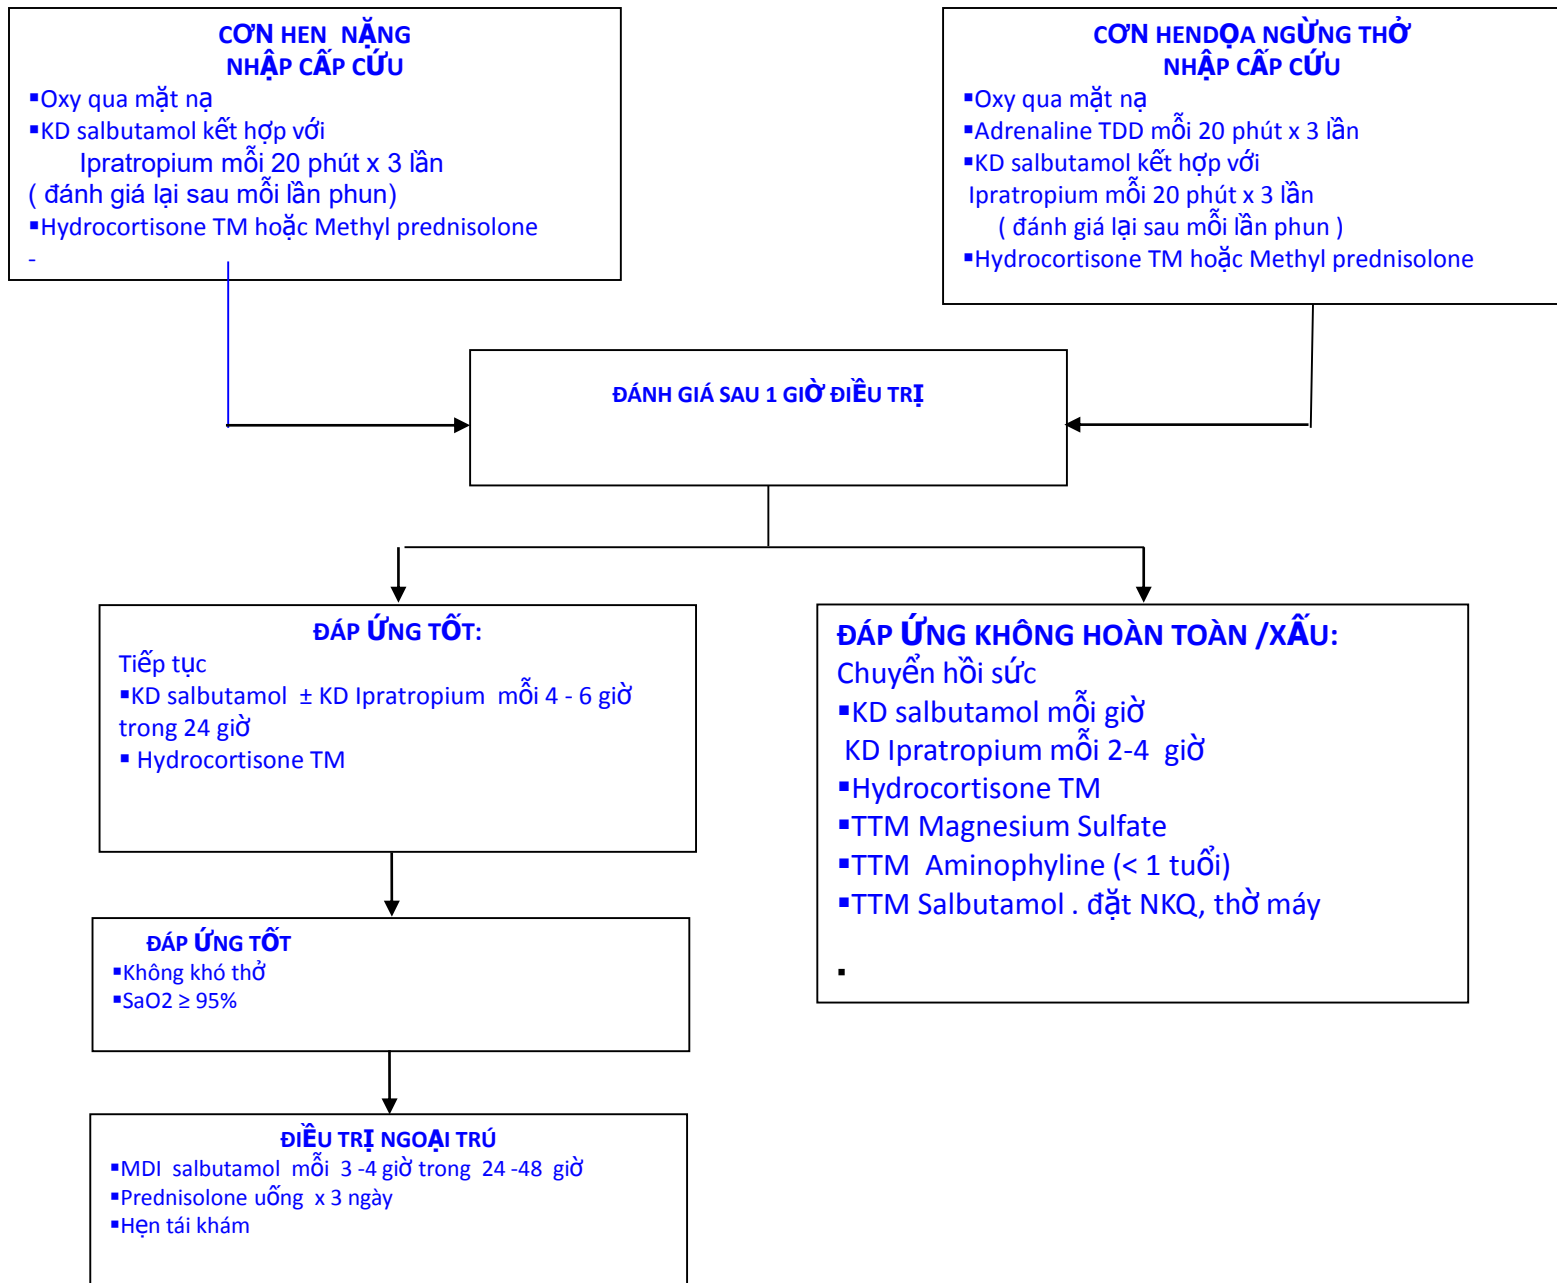 CƠN HEN NẶNG
NHẬP CẤP CỨU
▪Oxy qua mặt nạ
▪KD salbutamol kết hợp với
Ipratropium mỗi 20 phút x 3 lần
( đánh giá lại sau mỗi lần phun)
▪Hydrocortisone TM hoặc Methyl prednisolone
-
CƠN HENDỌA NGỪNG THỞ
NHẬP CẤP CỨU
▪Oxy qua mặt nạ
▪Adrenaline TDD mỗi 20 phút x 3 lần
▪KD salbutamol kết hợp với
Ipratropium mỗi 20 phút x 3 lần
( đánh giá lại sau mỗi lần phun )
▪Hydrocortisone TM hoặc Methyl prednisolone
ĐÁNH GIÁ SAU 1 GIỜ ĐIỀU TRỊ
ĐÁP ỨNG TỐT:
Tiếp tục
▪KD salbutamol ± KD Ipratropium mỗi 4 - 6 giờ
trong 24 giờ
▪ Hydrocortisone TM
ĐÁP ỨNG KHÔNG HOÀN TOÀN /XẤU:
Chuyển hồi sức
▪KD salbutamol mỗi giờ
KD Ipratropium mỗi 2-4 giờ
▪Hydrocortisone TM
▪TTM Magnesium Sulfate
▪TTM Aminophyline (< 1 tuổi)
▪TTM Salbutamol . đặt NKQ, thờ máy
▪
ĐÁP ỨNG TỐT
▪Không khó thở
▪SaO2 ≥ 95%
ĐIỀU TRỊ NGOẠI TRÚ
▪MDI salbutamol mỗi 3 -4 giờ trong 24 -48 giờ
▪Prednisolone uống x 3 ngày
▪Hẹn tái khám